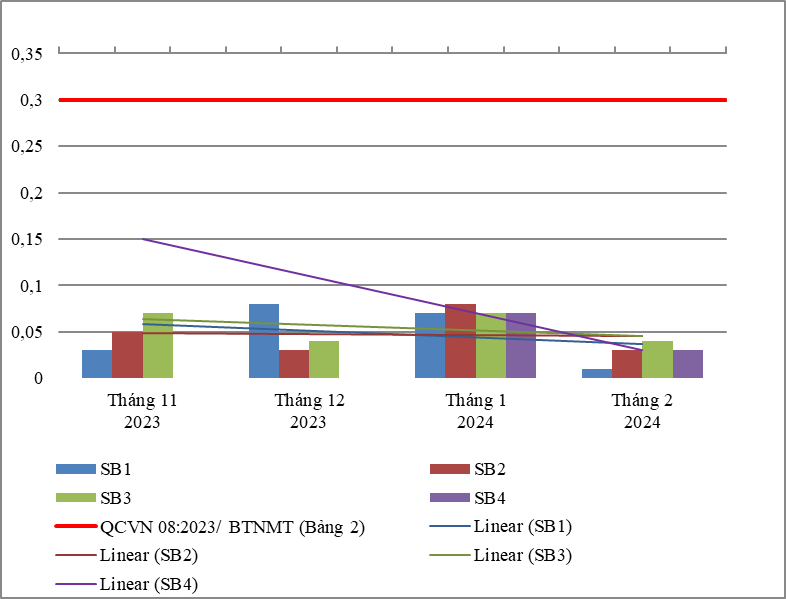 0,35
0,3
0,25
0,2
0,15
0,1
0,05
0
Tháng 11
2023
Tháng 12
2023
Tháng 1
2024
Tháng 2
2024
SB1
SB2
SB3
SB4
QCVN 08:2023/ BTNMT (Bảng 2)
Linear (SB1)
Linear (SB2)
Linear (SB3)
Linear (SB4)